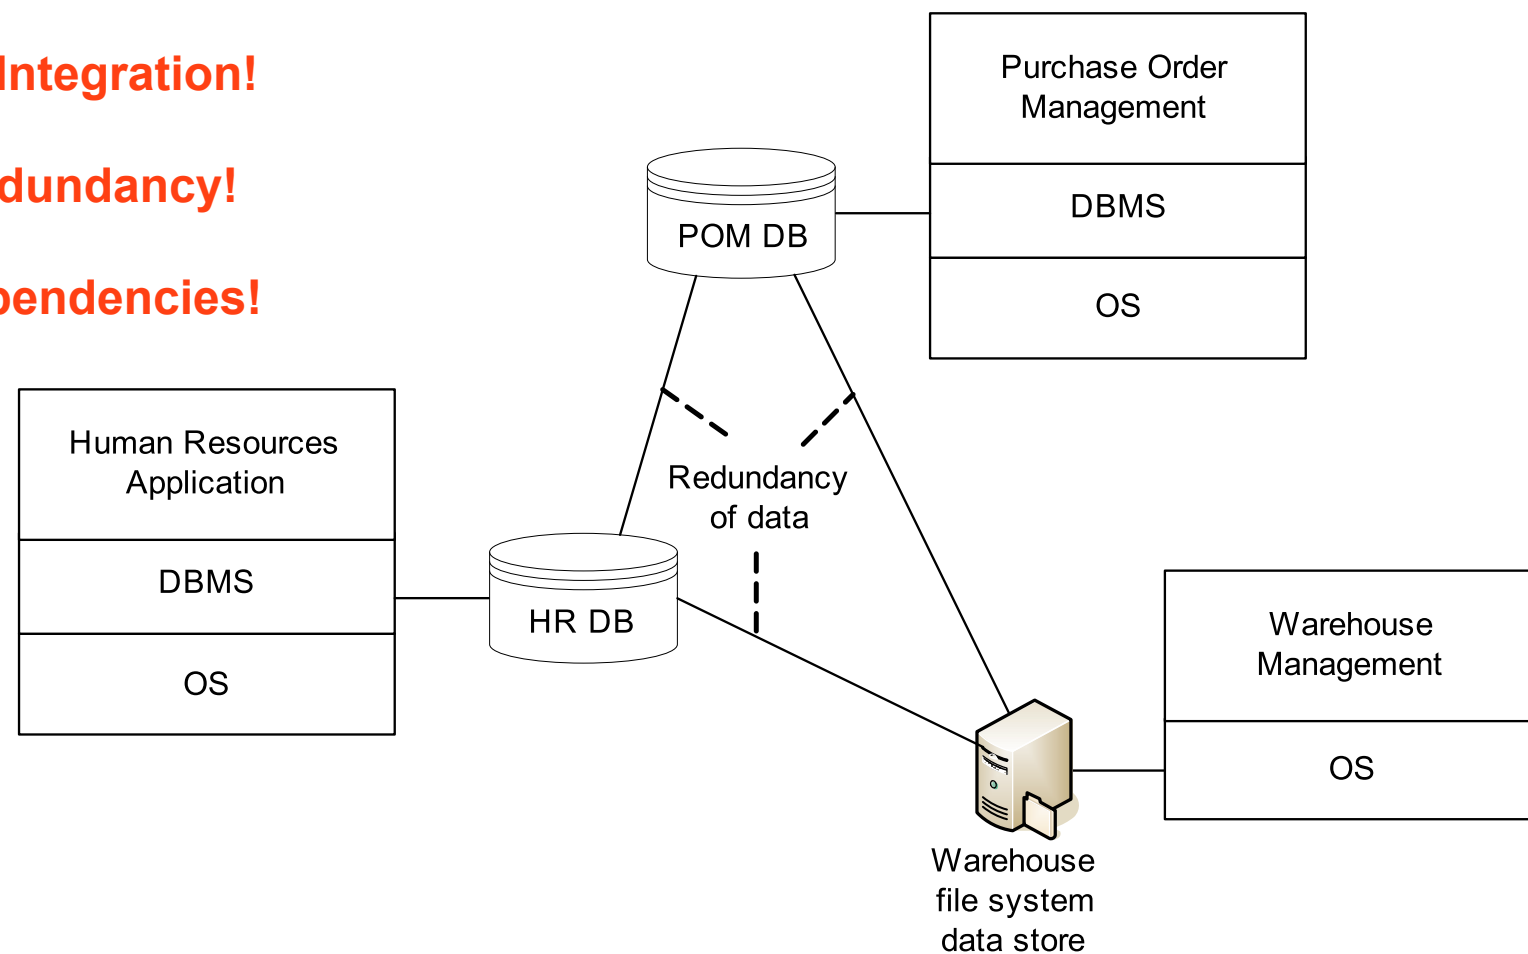 Integration!
dundancy!
pendencies!
Purchase Order
Management
DBMS
OS
POM DB
Human Resources
Application
DBMS
OS
Redundancy
of data
HR DB
Warehouse
Management
OS
Warehouse
file system
data store